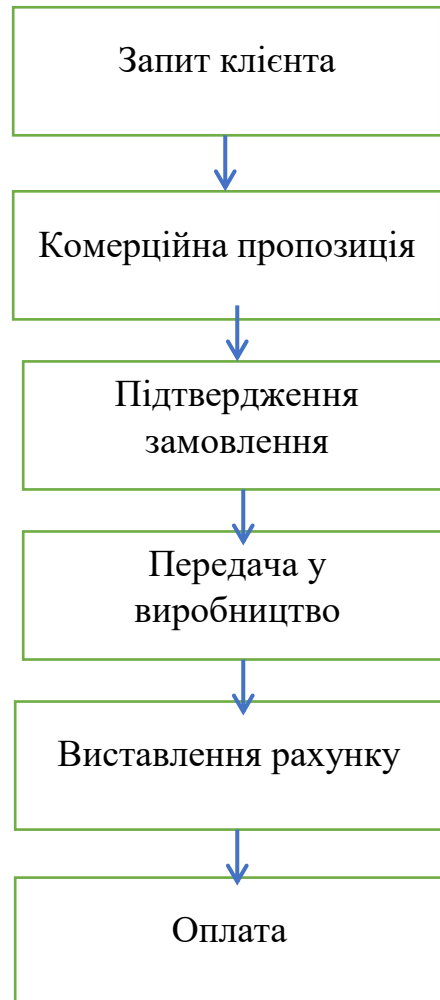 Запит клієнта
Комерційна пропозиція
Підтвердження
замовлення
Передача у
виробництво
Виставлення рахунку
Оплата